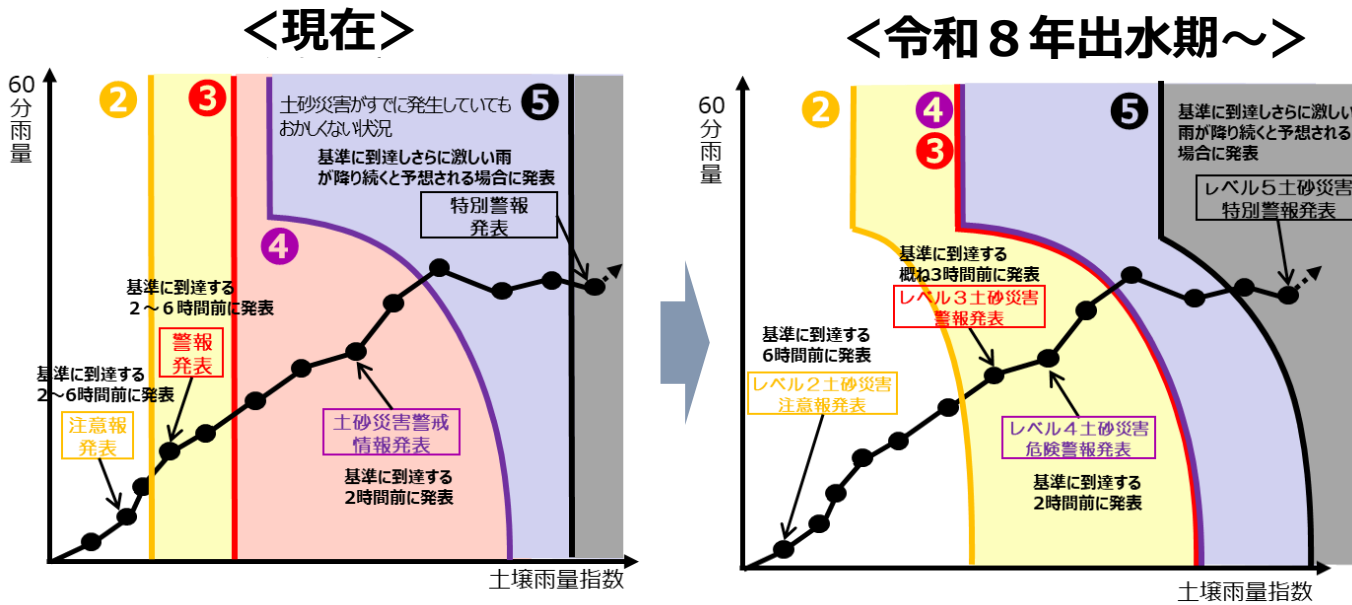 <現在>
60
分
雨
量
2
3
土砂災害がすでに発生していても
おかしくない状況
5
基準に到達しさらに激しい雨
が降り続くと予想される場合に発表
特別警報
発表
4
基準に到達する
2~6時間前に発表
警報
発表
基準に到達する
2~6時間前に発表
注意報
発表
土砂災害警戒
情報発表
基準に到達する
2時間前に発表
土壌雨量指数
<令和8年出水期~>
60
分
雨
量
2
4
3
5
基準に到達しさらに激しい
雨が降り続くと予想される
場合に発表
レベル5土砂災害
特別警報発表
基準に到達する
概ね3時間前に発表
レベル3土砂災害
警報発表
基準に到達する
6時間前に発表
レベル2土砂災害
注意報発表
レベル4土砂災害
危険警報発表
基準に到達する
2時間前に発表
土壌雨量指数